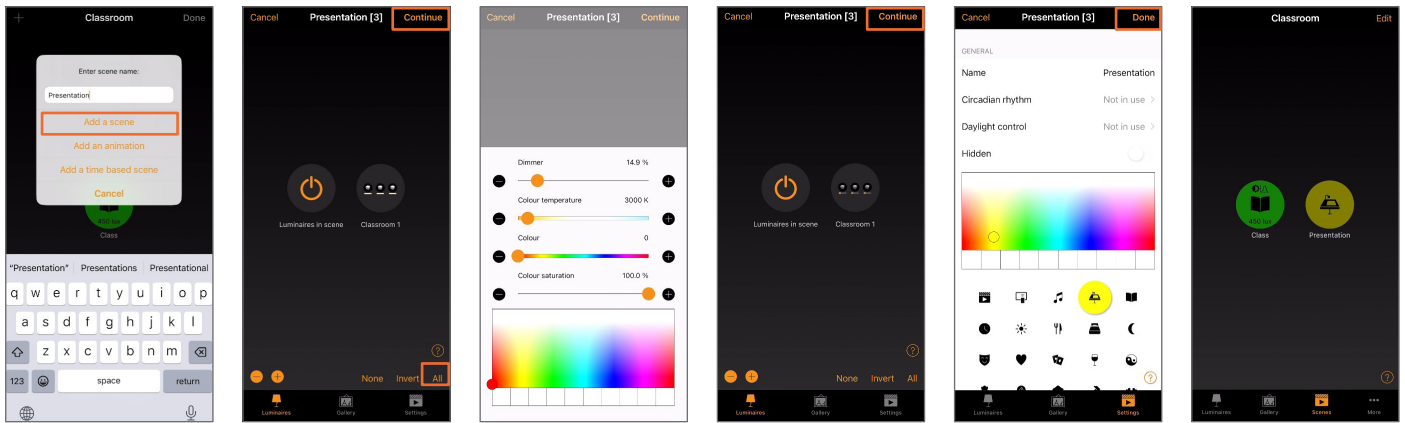 Classroom
Done
Enter scene name:
Presentation
Add a scene
Add an animation
Add a time based scene
Cancel
450 lux
Class
"Presentation" Presentations Presentational
q w e r t y u i o p
a s d f g h j k l
z x c v b n m
123 space return
Cancel Presentation [3] Continue
Luminaires in scene Classroom 1
?
None Invert All
Luminaires Gallery Settings
Cancel Presentation [3] Continue
Dimmer 14.9 %
Colour temperature 3000 K
Colour 0
Colour saturation 100.0 %
Cancel Presentation [3] Continue
Luminaires in scene Classroom 1
?
None Invert All
Luminaires Gallery Settings
Cancel Presentation [3] Done
GENERAL
Name Presentation
Circadian rhythm Not in use >
Daylight control Not in use >
Hidden
?
Luminaires Gallery Settings
Classroom Edit
450 lux
Class Presentation
?
Luminaires Gallery Scenes More